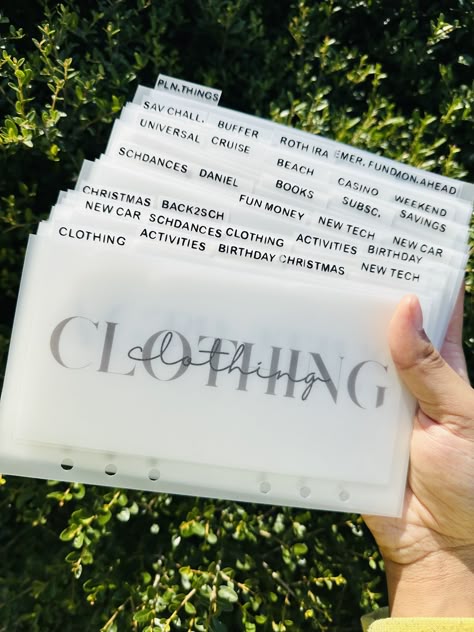 PLN.THINGS
SAV CHALL. BUFFER ROTH IRA EMER. FUND MON.AHEAD
UNIVERSAL CRUISE BEACH CASINO WEEKEND
SCHDANCES DANIEL BOOKS SUBSC. SAVINGS
CHRISTMAS BACK2SCH FUN MONEY NEW TECH NEW CAR
NEW CAR SCHDANCES CLOTHING ACTIVITIES BIRTHDAY
CLOTHING ACTIVITIES BIRTHDAY CHRISTMAS NEW TECH
CLOTHING
clothing